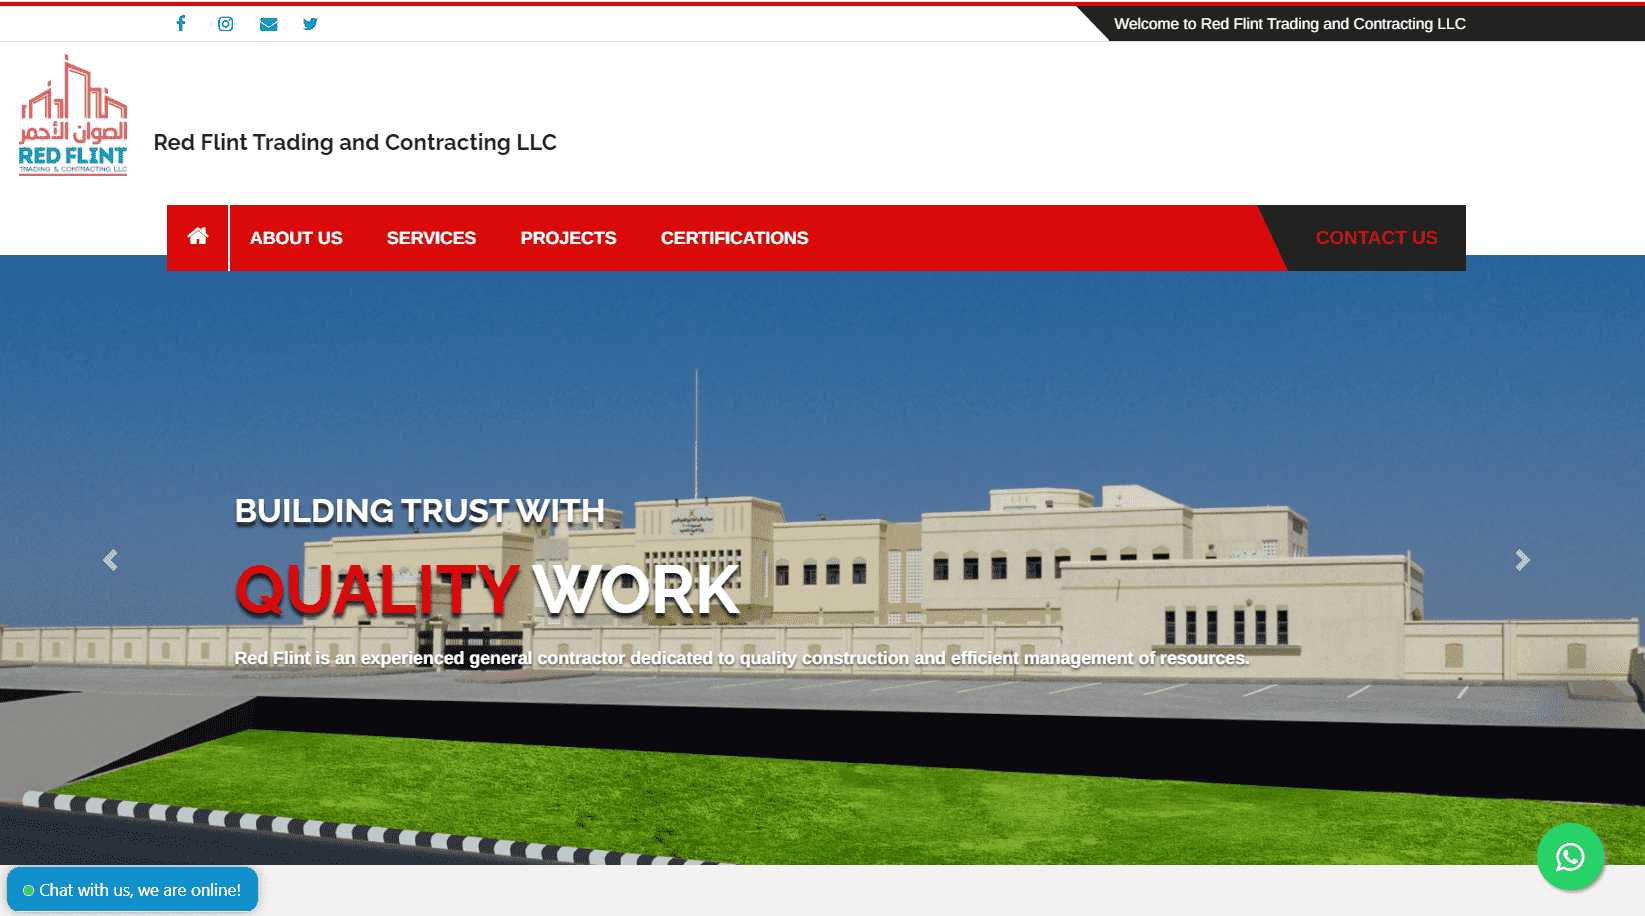 Welcome to Red Flint Trading and Contracting LLC
الصوان الأحمر
RED FLINT
TRADING & CONTRACTING LLC
Red Flint Trading and Contracting LLC
ABOUT US
SERVICES
PROJECTS
CERTIFICATIONS
CONTACT US
BUILDING TRUST WITH
QUALITY WORK
Red Flint is an experienced general contractor dedicated to quality construction and efficient management of resources.
Chat with us, we are online!